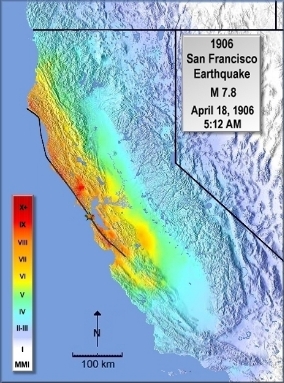 1906
San Francisco
Earthquake
M 7.8
April 18, 1906
5:12 AM
X+
IX
VIII
VII
VI
V
IV
II-III
I
MMI
N
100 km